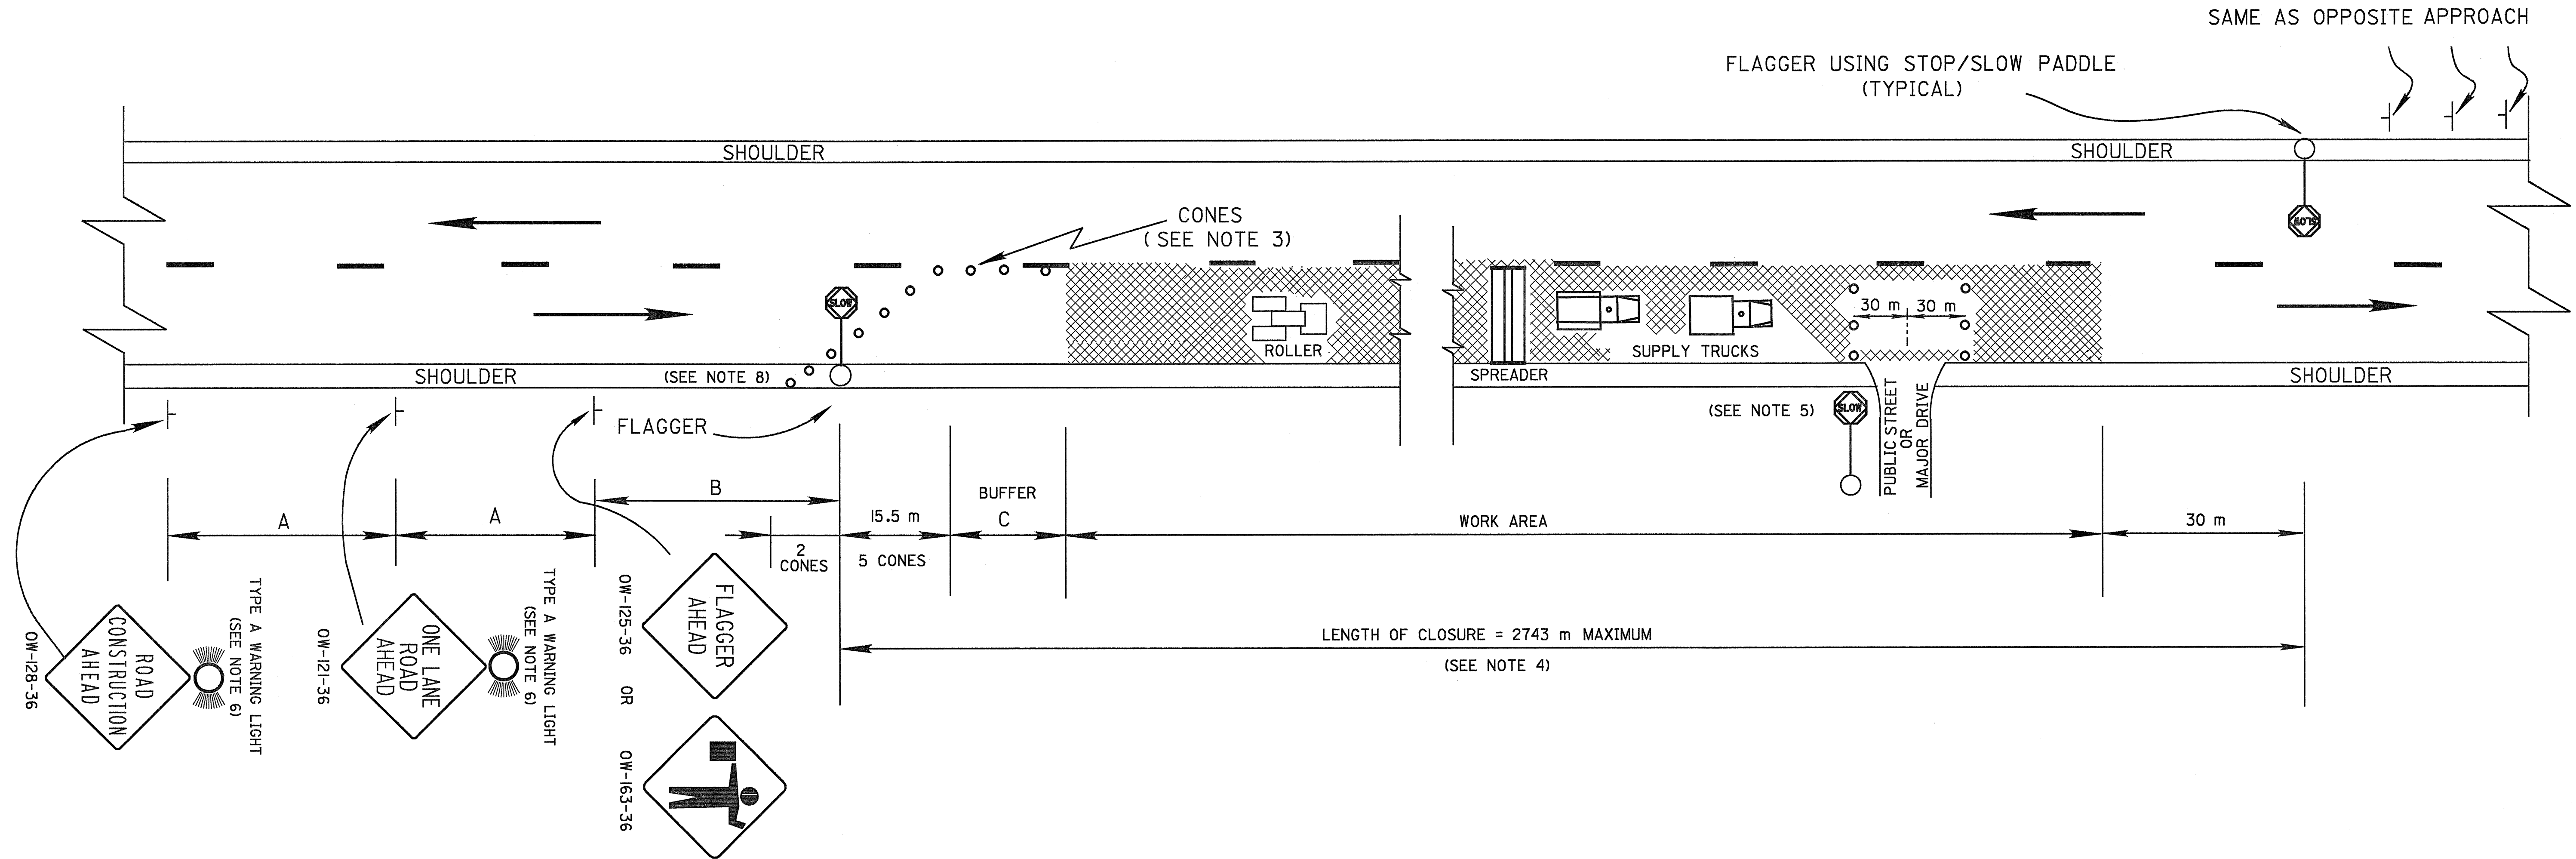 SAME AS OPPOSITE APPROACH
FLAGGER USING STOP/SLOW PADDLE
(TYPICAL)
SHOULDER
SHOULDER
CONES
( SEE NOTE 3)
SLOW
SLOW
30 m
30 m
ROLLER
SUPPLY TRUCKS
SHOULDER
(SEE NOTE 8)
SPREADER
SHOULDER
FLAGGER
(SEE NOTE 5)
SLOW
PUBLIC STREET
OR
MAJOR DRIVE
B
BUFFER
C
A
A
15.5 m
WORK AREA
30 m
2
CONES
5 CONES
LENGTH OF CLOSURE = 2743 m MAXIMUM
(SEE NOTE 4)
ROAD
CONSTRUCTION
AHEAD
OW-128-36
TYPE A WARNING LIGHT
(SEE NOTE 6)
ONE LANE
ROAD
AHEAD
OW-121-36
TYPE A WARNING LIGHT
(SEE NOTE 6)
FLAGGER
AHEAD
OW-125-36
OR
OW-163-36